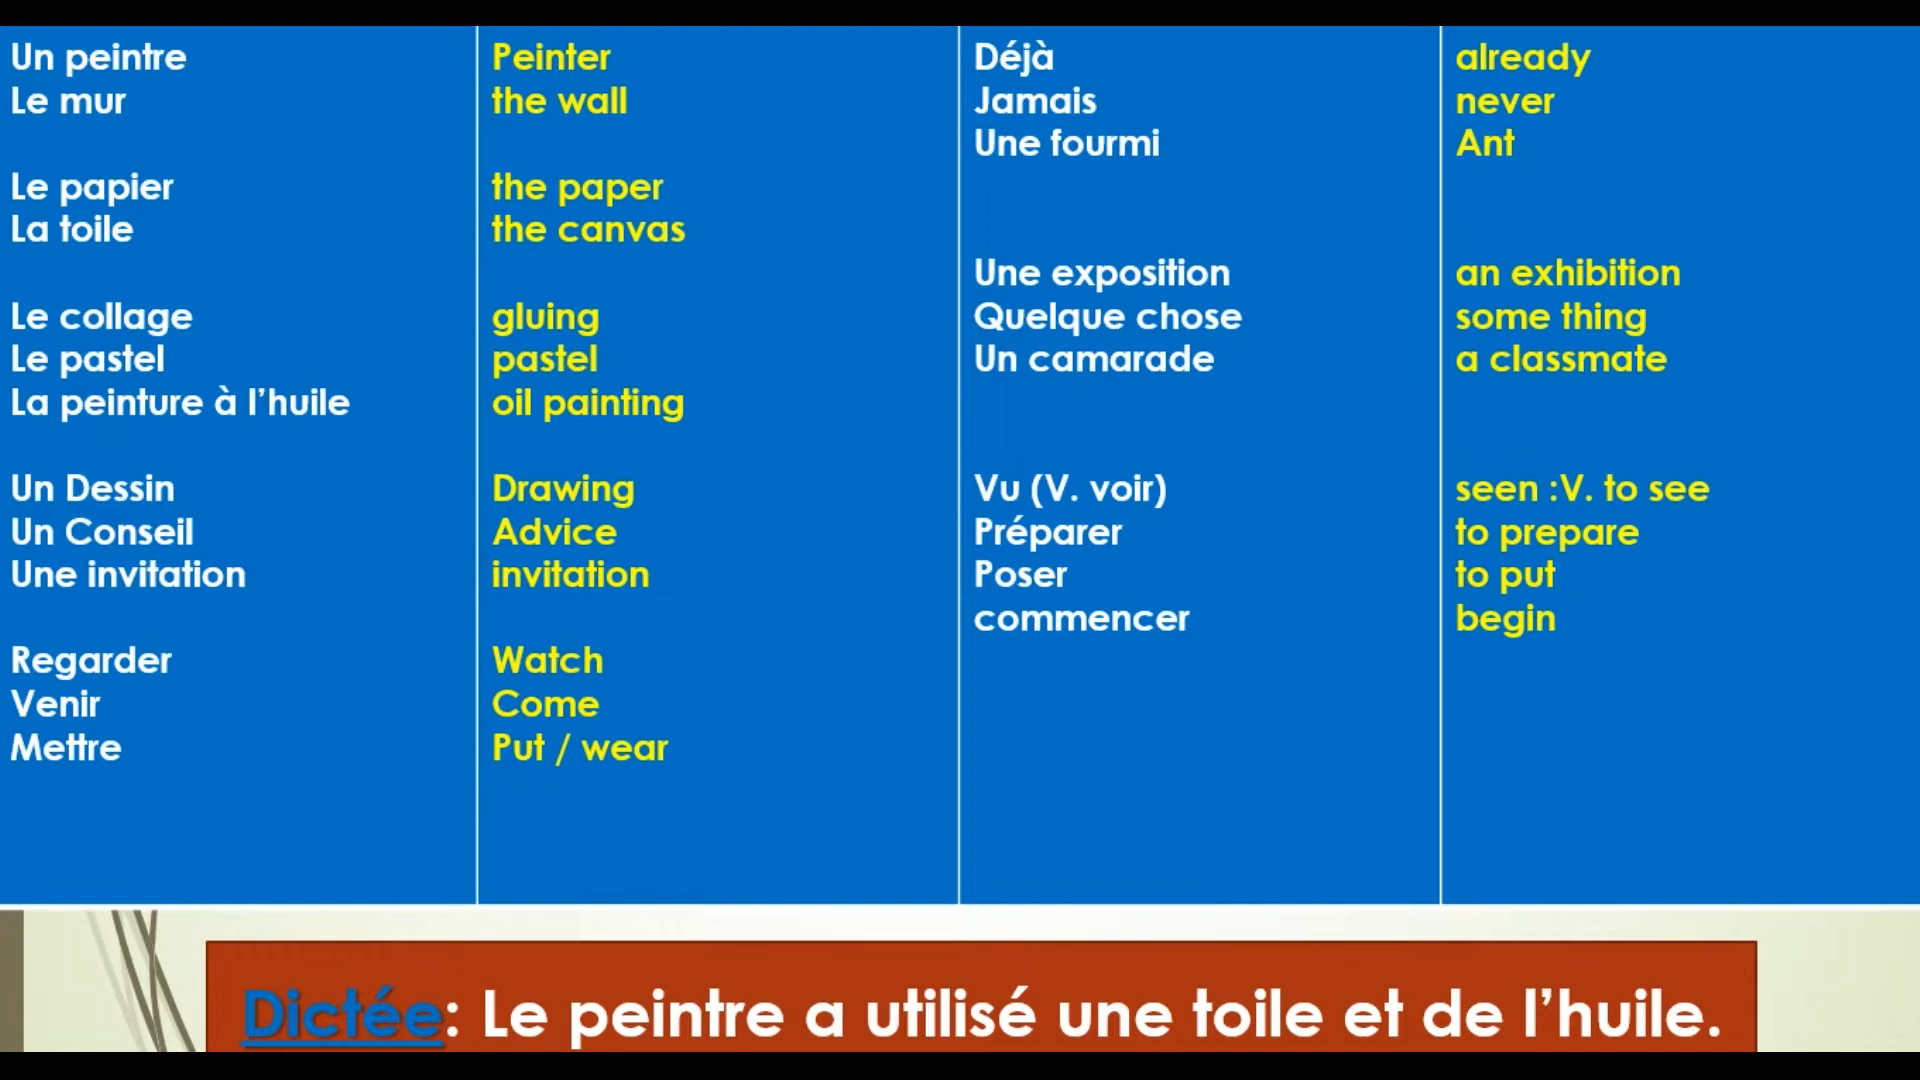 Un peintre
Le mur
Le papier
La toile
Le collage
Le pastel
La peinture à l’huile
Un Dessin
Un Conseil
Une invitation
Regarder
Venir
Mettre
Peinter
the wall
the paper
the canvas
gluing
pastel
oil painting
Drawing
Advice
invitation
Watch
Come
Put / wear
Déjà
Jamais
Une fourmi
Une exposition
Quelque chose
Un camarade
Vu (V. voir)
Préparer
Poser
commencer
already
never
Ant
an exhibition
some thing
a classmate
seen :V. to see
to prepare
to put
begin
Dictée: Le peintre a utilisé une toile et de l’huile.